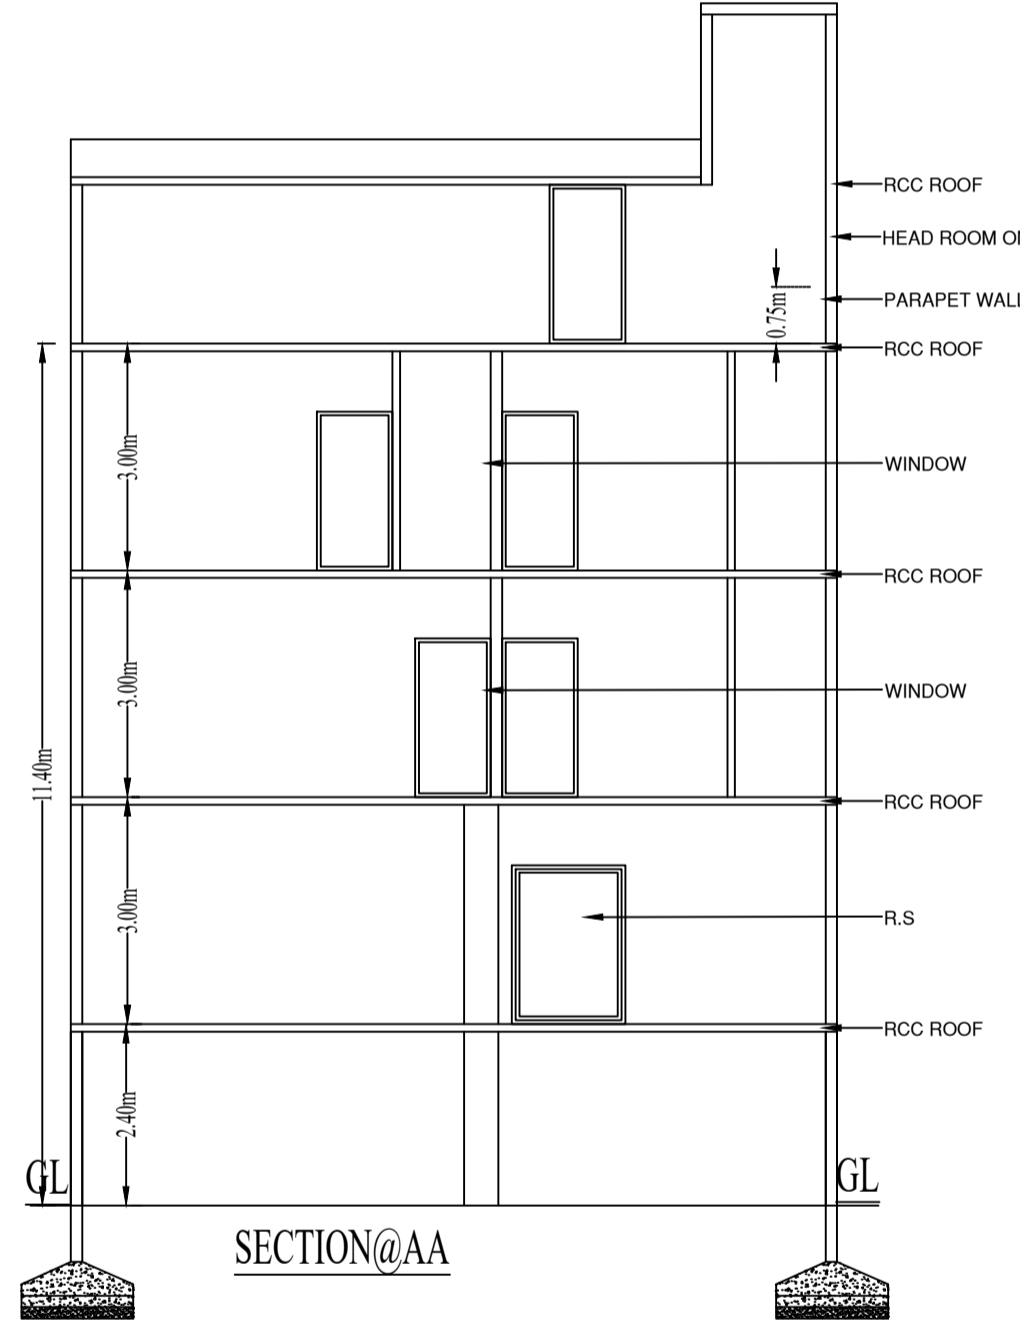 RCC ROOF
HEAD ROOM
PARAPET WALL
0.75m
RCC ROOF
3.00m
WINDOW
RCC ROOF
3.00m
WINDOW
11.40m
RCC ROOF
3.00m
R.S
RCC ROOF
2.40m
GL
GL
SECTION@AA